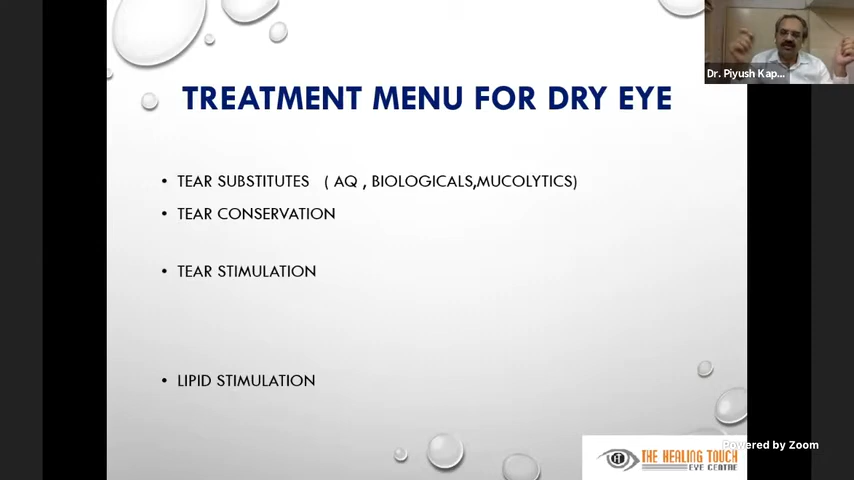 Dr. Piyush Kap...
TREATMENT MENU FOR DRY EYE
• TEAR SUBSTITUTES ( AQ , BIOLOGICALS,MUCOLYTICS)
• TEAR CONSERVATION
• TEAR STIMULATION
• LIPID STIMULATION
Powered by Zoom
THE HEALING TOUCH
EYE CENTRE